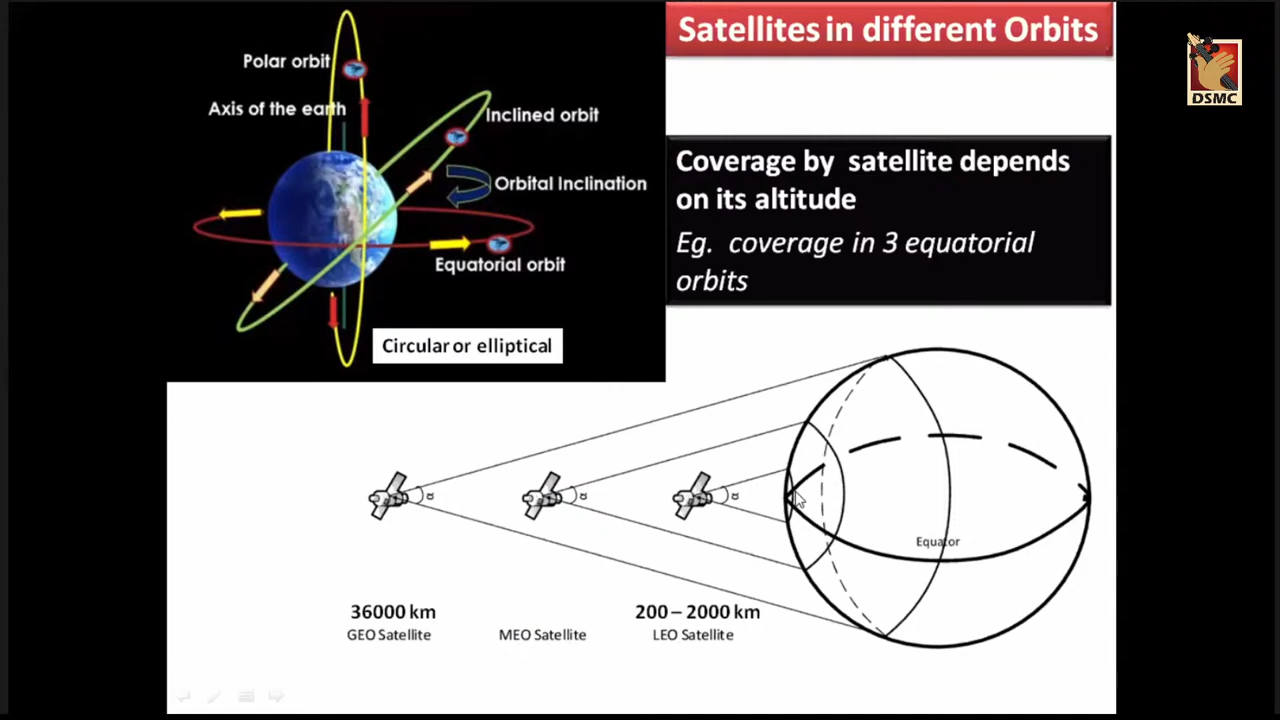 Satellites in different Orbits
DSMC
Polar orbit
Axis of the earth
Inclined orbit
Orbital Inclination
Equatorial orbit
Circular or elliptical
Coverage by satellite depends
on its altitude
Eg. coverage in 3 equatorial
orbits
α
α
α
Equator
36000 km
200 – 2000 km
GEO Satellite
MEO Satellite
LEO Satellite